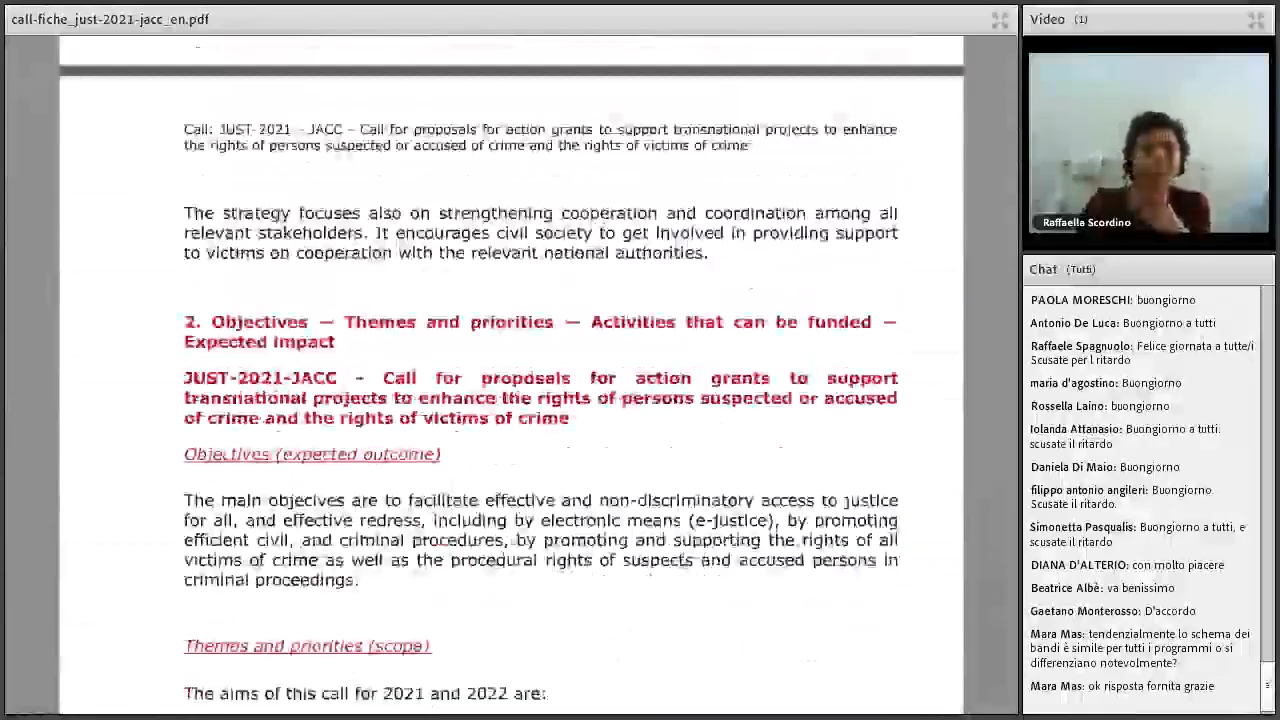 call-fiche_just-2021-jacc_en.pdf
Call: JUST-2021 - JACC – Call for proposals for action grants to support transnational projects to enhance
the rights of persons suspected or accused of crime and the rights of victims of crime
The strategy focuses also on strengthening cooperation and coordination among all
relevant stakeholders. It encourages civil society to get involved in providing support
to victims on cooperation with the relevant national authorities.
2. Objectives — Themes and priorities — Activities that can be funded —
Expected impact
JUST-2021-JACC - Call for proposals for action grants to support
transnational projects to enhance the rights of persons suspected or accused
of crime and the rights of victims of crime
Objectives (expected outcome)
The main objecives are to facilitate effective and non-discriminatory access to justice
for all, and effective redress, including by electronic means (e-justice), by promoting
efficient civil, and criminal procedures, by promoting and supporting the rights of all
victims of crime as well as the procedural rights of suspects and accused persons in
criminal proceedings.
Themes and priorities (scope)
The aims of this call for 2021 and 2022 are:
Video (1)
Raffaella Scordino
Chat (Tutti)
PAOLA MORESCHI: buongiorno
Antonio De Luca: Buongiorno a tutti
Raffaele Spagnuolo: Felice giornata a tutte/i
Scusate per l ritardo
maria d'agostino: Buongiorno
Rossella Laino: buongiorno
Iolanda Attanasio: Buongiorno a tutti.
scusate il ritardo
Daniela Di Maio: Buongiorno
filippo antonio angileri: Buongiorno
Scusate il ritardo.
Simonetta Pasqualis: Buongiorno a tutti, e
scusate il ritardo
DIANA D'ALTERIO: con molto piacere
Beatrice Albè: va benissimo
Gaetano Monterosso: D'accordo
Mara Mas: tendenzialmente lo schema dei
bandi è simile per tutti i programmi o si
differenziano notevolmente?
Mara Mas: ok risposta fornita grazie